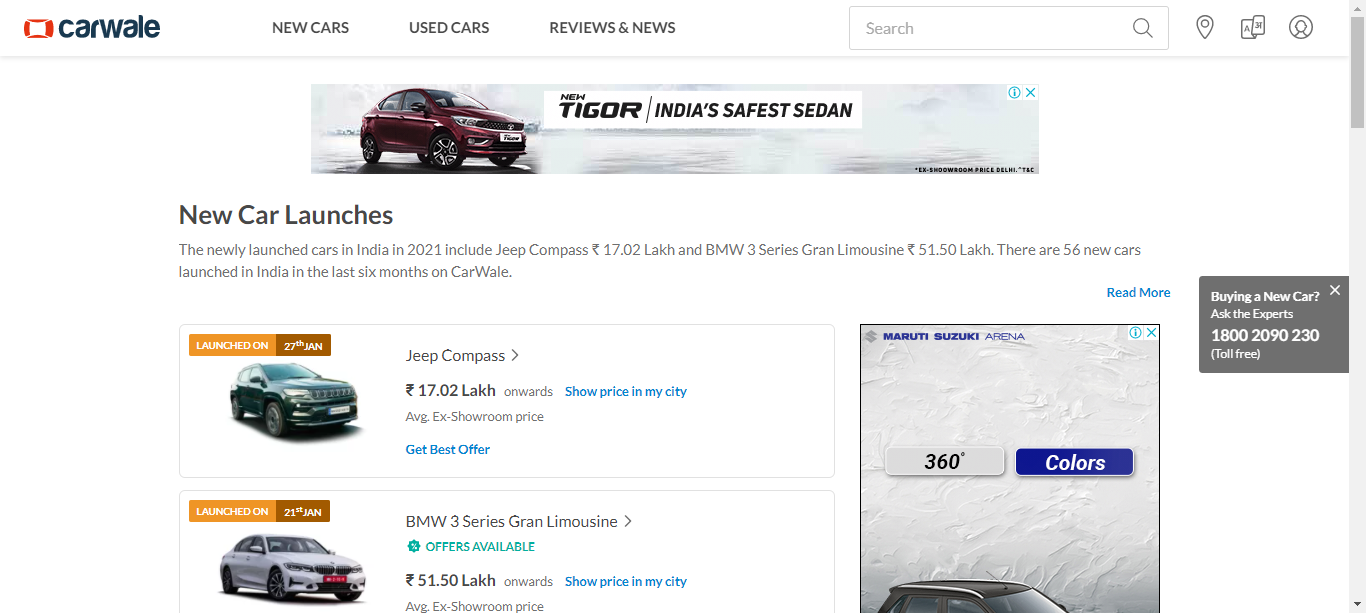 carwale
NEW CARS
USED CARS
REVIEWS & NEWS
Search
NEW
TIGOR | INDIA'S SAFEST SEDAN
*EX-SHOOWROOM PRICE DELHI.^T&C
New Car Launches
The newly launched cars in India in 2021 include Jeep Compass ₹ 17.02 Lakh and BMW 3 Series Gran Limousine ₹ 51.50 Lakh. There are 56 new cars
launched in India in the last six months on CarWale.
Read More
Buying a New Car?
Ask the Experts
1800 2090 230
(Toll free)
LAUNCHED ON 27th JAN
Jeep Compass
₹ 17.02 Lakh onwards Show price in my city
Avg. Ex-Showroom price
Get Best Offer
MARUTI SUZUKI ARENA
360° Colors
LAUNCHED ON 21st JAN
BMW 3 Series Gran Limousine
OFFERS AVAILABLE
₹ 51.50 Lakh onwards Show price in my city
Avg. Ex-Showroom price